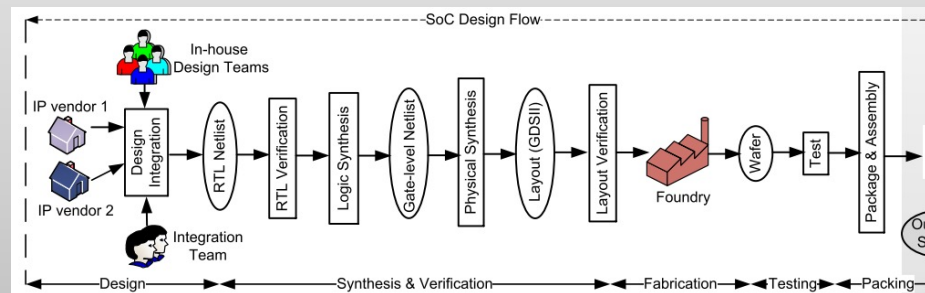 SoC Design Flow
In-house
Design Teams
IP vendor 1
IP vendor 2
Design
Integration
Integration
Team
RTL Netlist
RTL Verification
Logic Synthesis
Gate-level Netlist
Physical Synthesis
Layout (GDSII)
Layout Verification
Foundry
Wafer
Test
Package & Assembly
Design
Synthesis & Verification
Fabrication
Testing
Packing